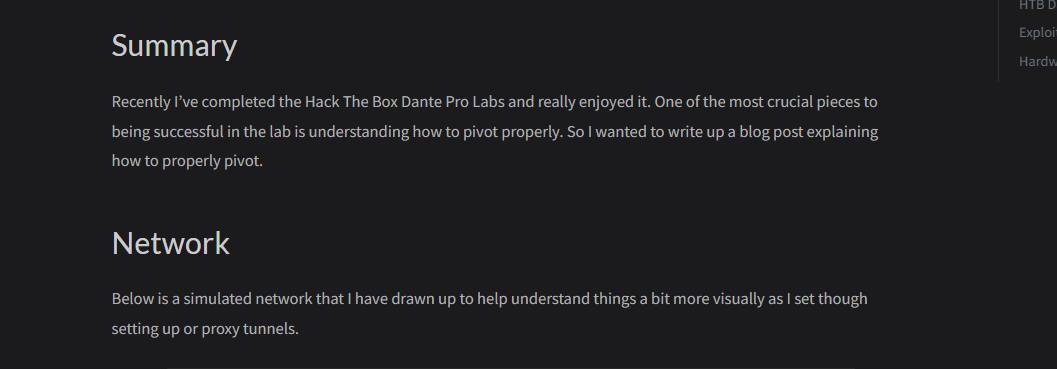 HTB D
Exploi
Hardw
Summary
Recently I’ve completed the Hack The Box Dante Pro Labs and really enjoyed it. One of the most crucial pieces to
being successful in the lab is understanding how to pivot properly. So I wanted to write up a blog post explaining
how to properly pivot.
Network
Below is a simulated network that I have drawn up to help understand things a bit more visually as I set though
setting up or proxy tunnels.